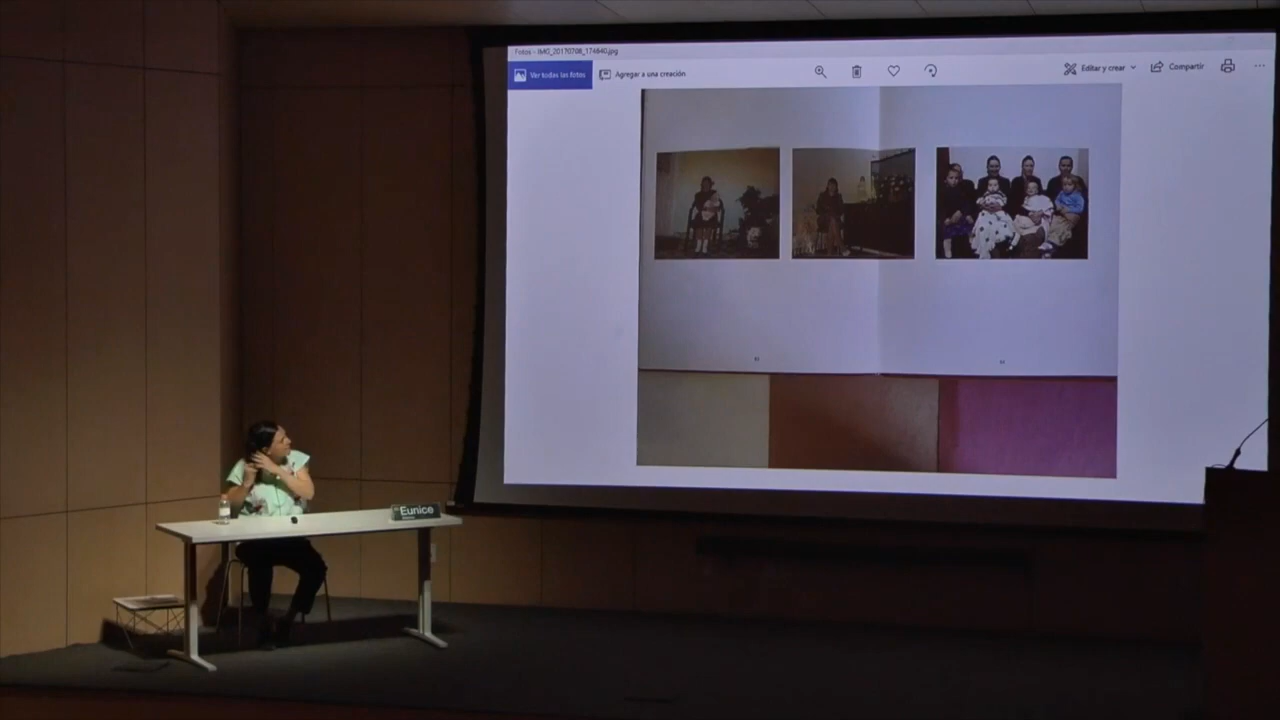 Fotos - IMG_20170708_174640.jpg
Ver todas las fotos
Agregar a una creación
Editar y crear
Compartir
Eunice